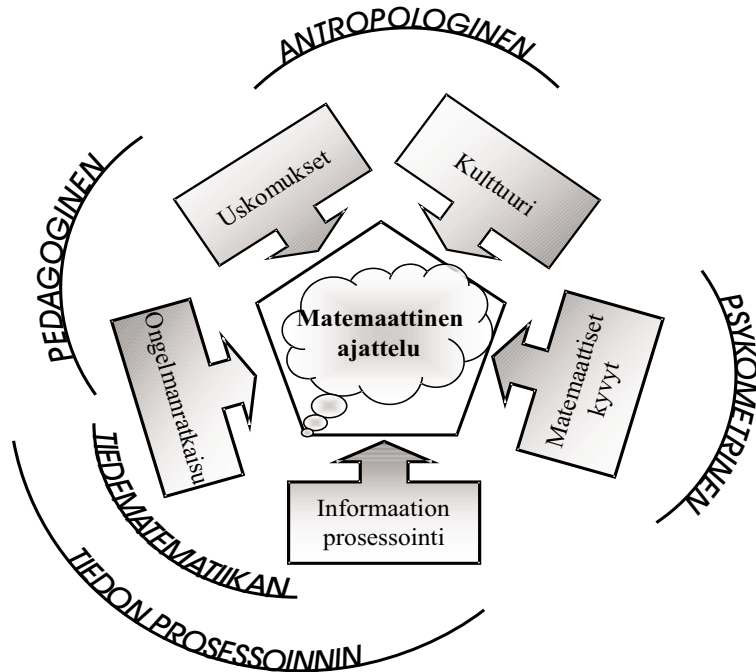 ANTROPOLOGINEN
PEDAGOGINEN
Uskomukset
Kulttuuri
PSYKOMETRINEN
Matemaattinen
ajattelu
Ongelmanratkaisu
Matemaattiset
kyvyt
Informaation
prosessointi
TIEDEMATEMATIIKAN
TIEDON PROSESSOINNIN